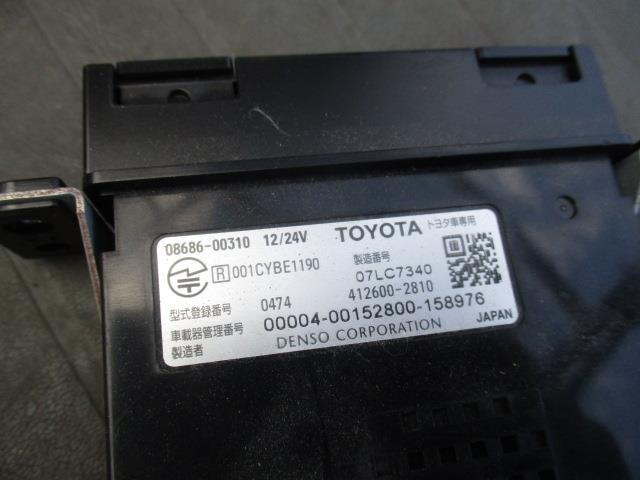 08686-00310 12/24V TOYOTA トヨタ車専用
R 001CYBE1190 製造番号
07LC7340
型式登録番号 0474 412600-2810
車載器管理番号 00004-00152800-158976
製造者 DENSO CORPORATION JAPAN